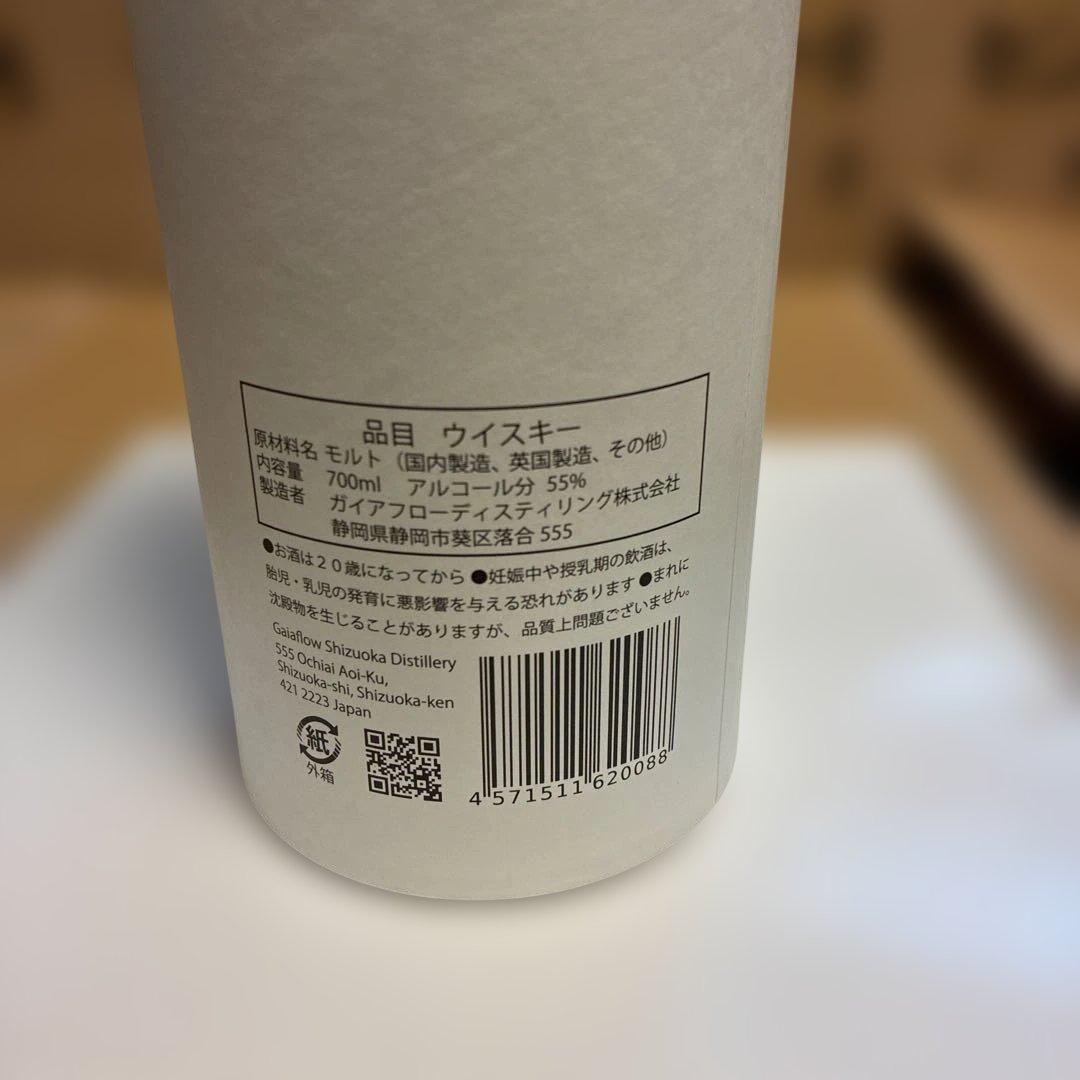 品目 ウイスキー
原材料名 モルト（国内製造、英国製造、その他）
内容量 700ml アルコール分 55%
製造者 ガイアフローディスティリング株式会社
静岡県静岡市葵区落合 555
●お酒は２０歳になってから ●妊娠中や授乳期の飲酒は、
胎児・乳児の発育に悪影響を与える恐れがあります ●まれに
沈殿物を生じることがありますが、品質上問題ございません。
Gaiaflow Shizuoka Distillery
555 Ochiai Aoi-Ku,
Shizuoka-shi, Shizuoka-ken
421 2223 Japan
紙
外箱
4 571511 620088